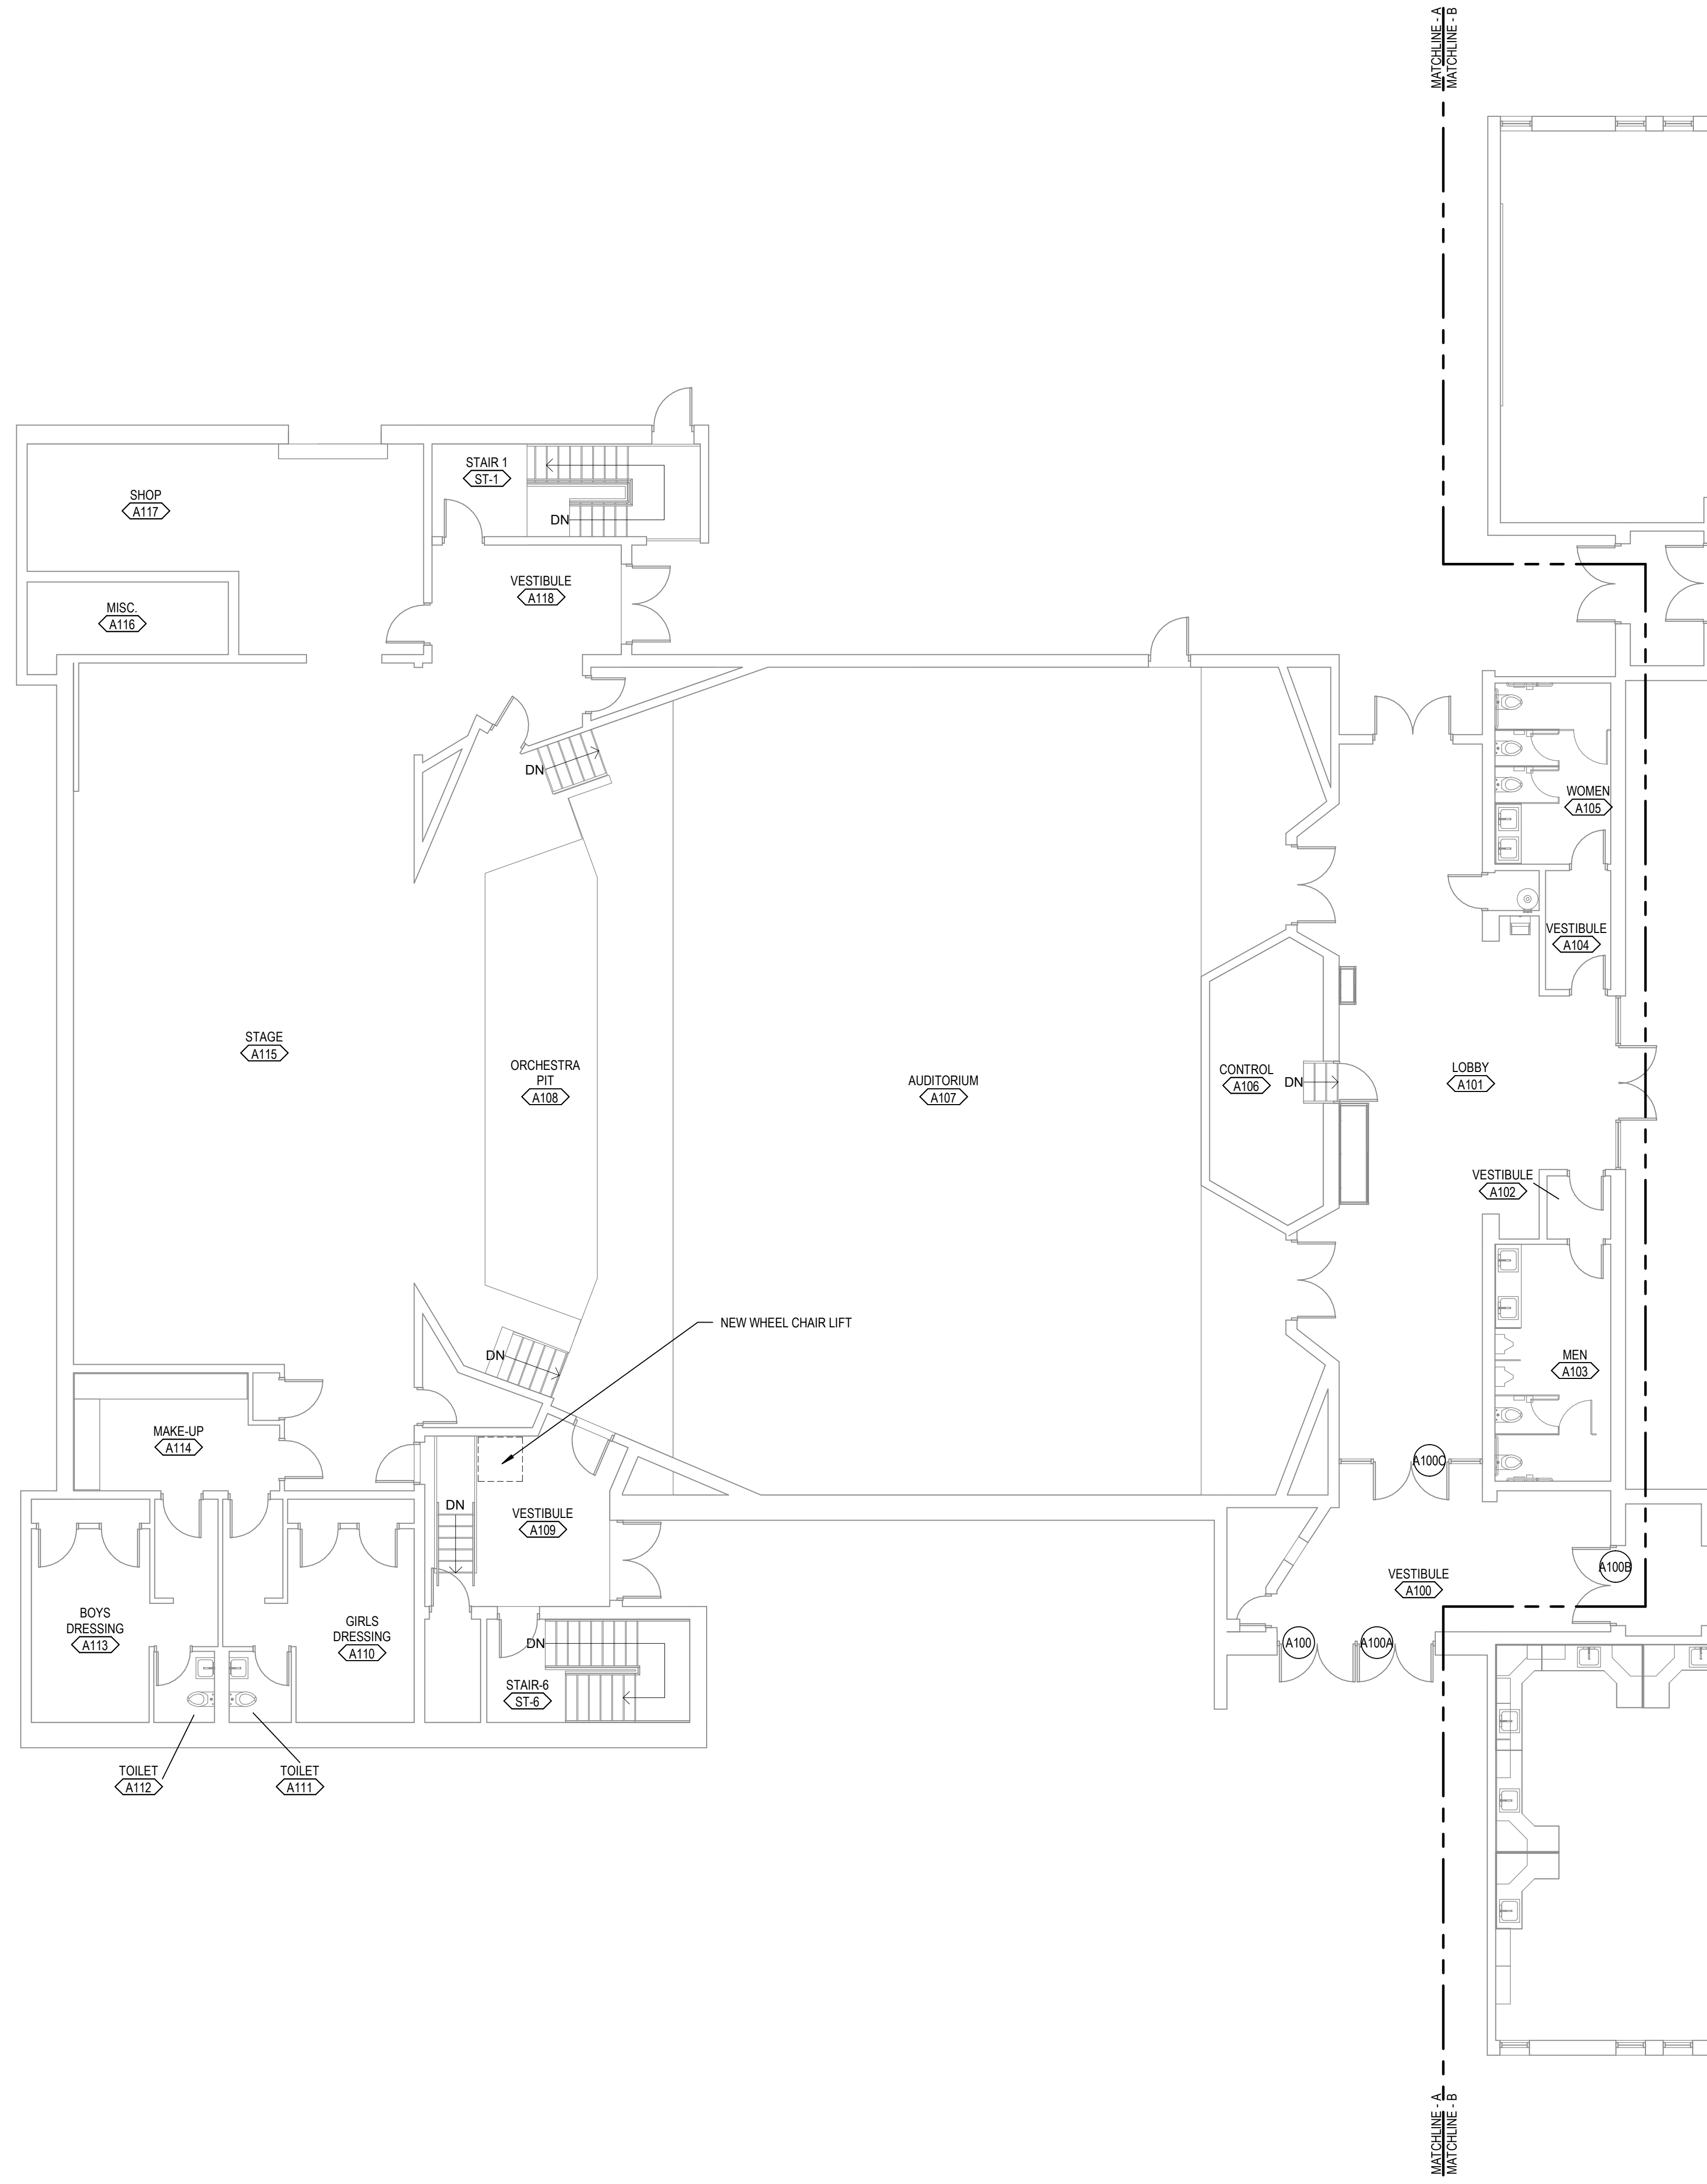 MATCHLINE - A
MATCHLINE - B
STAIR 1
ST-1
DN
SHOP
A117
VESTIBULE
A118
MISC.
A116
DN
WOMEN
A105
VESTIBULE
A104
STAGE
A115
ORCHESTRA
PIT
A108
AUDITORIUM
A107
CONTROL
A106
DN
LOBBY
A101
VESTIBULE
A102
NEW WHEEL CHAIR LIFT
DN
MEN
A103
MAKE-UP
A114
A100C
DN
VESTIBULE
A109
VESTIBULE
A100
A100B
BOYS
DRESSING
A113
GIRLS
DRESSING
A110
DN
A100
A100A
STAIR-6
ST-6
TOILET
A112
TOILET
A111
MATCHLINE - A
MATCHLINE - B